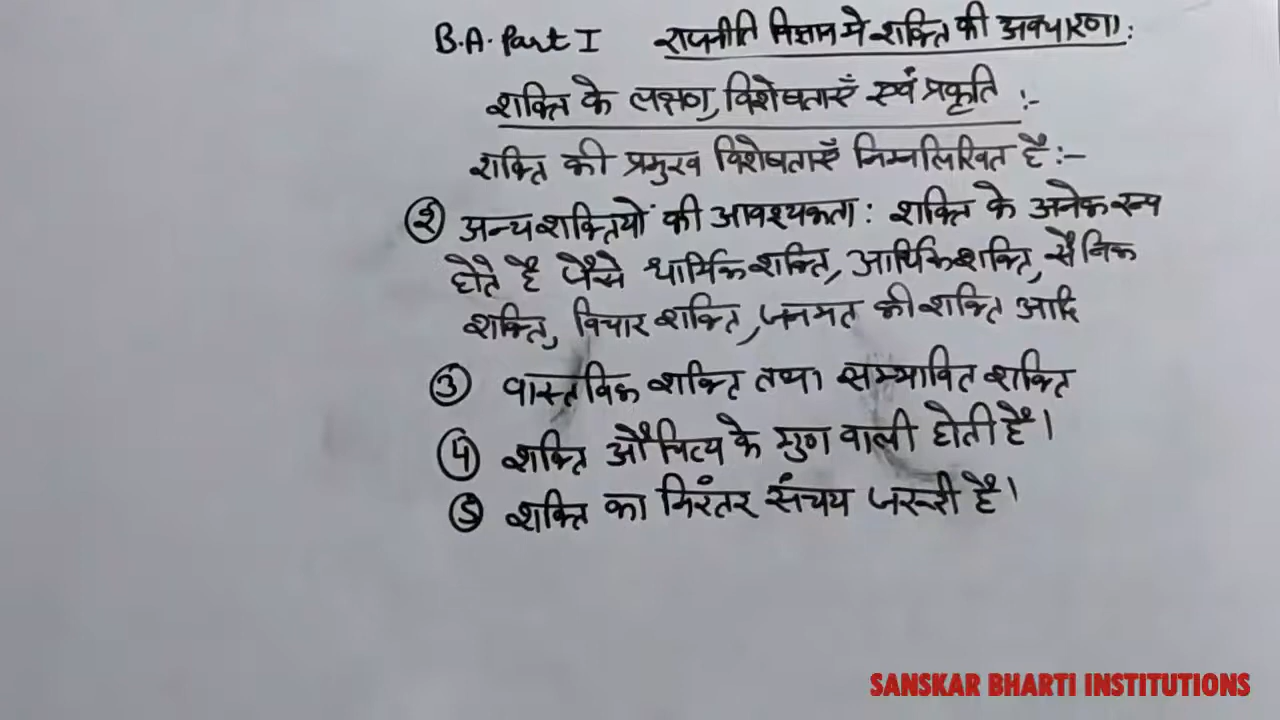 B.A. Part I राजनीति विज्ञान मे शक्ति की अवधारणा:
शक्ति के लक्षण, विशेषताएँ एवं प्रकृति :-
शक्ति की प्रमुख विशेषताएँ निम्नलिखित है:-
② अन्य शक्तियों की आवश्यकता: शक्ति के अनेक रूप
होते है जैसे धार्मिक शक्ति, आर्थिक शक्ति, सैनिक
शक्ति, विचार शक्ति, जनमत की शक्ति आदि
③ वास्तविक शक्ति तथा सम्भावित शक्ति
④ शक्ति औचित्य के गुण वाली होती है।
⑤ शक्ति का निरंतर संचय जरूरी है।
SANSKAR BHARTI INSTITUTIONS